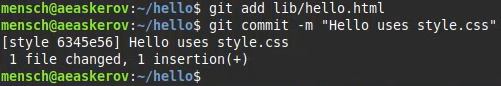 mensch@aeaskerov:~/hello$ git add lib/hello.html
mensch@aeaskerov:~/hello$ git commit -m "Hello uses style.css"
[style 6345e56] Hello uses style.css
 1 file changed, 1 insertion(+)
mensch@aeaskerov:~/hello$